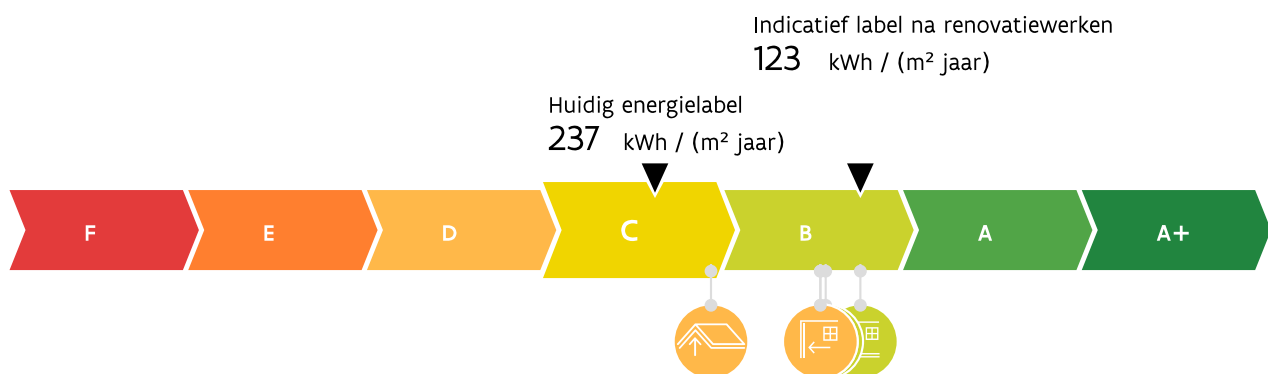 Indicatief label na renovatiewerken
123 kWh / (m² jaar)
Huidig energielabel
237 kWh / (m² jaar)
F E D C B A A+